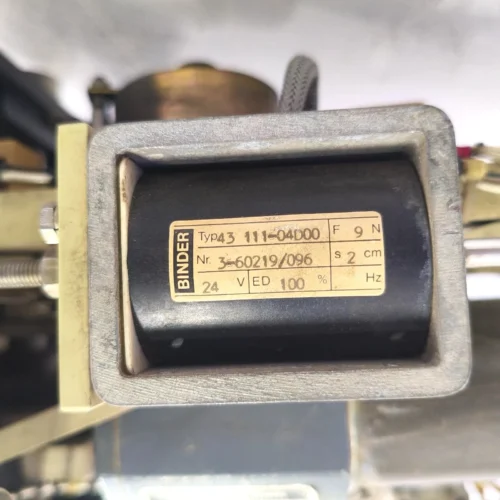 BINDER
Typ 43 111-04D00 F 9 N
Nr. 3-60219/096 s 2 cm
24 V ED 100 % Hz